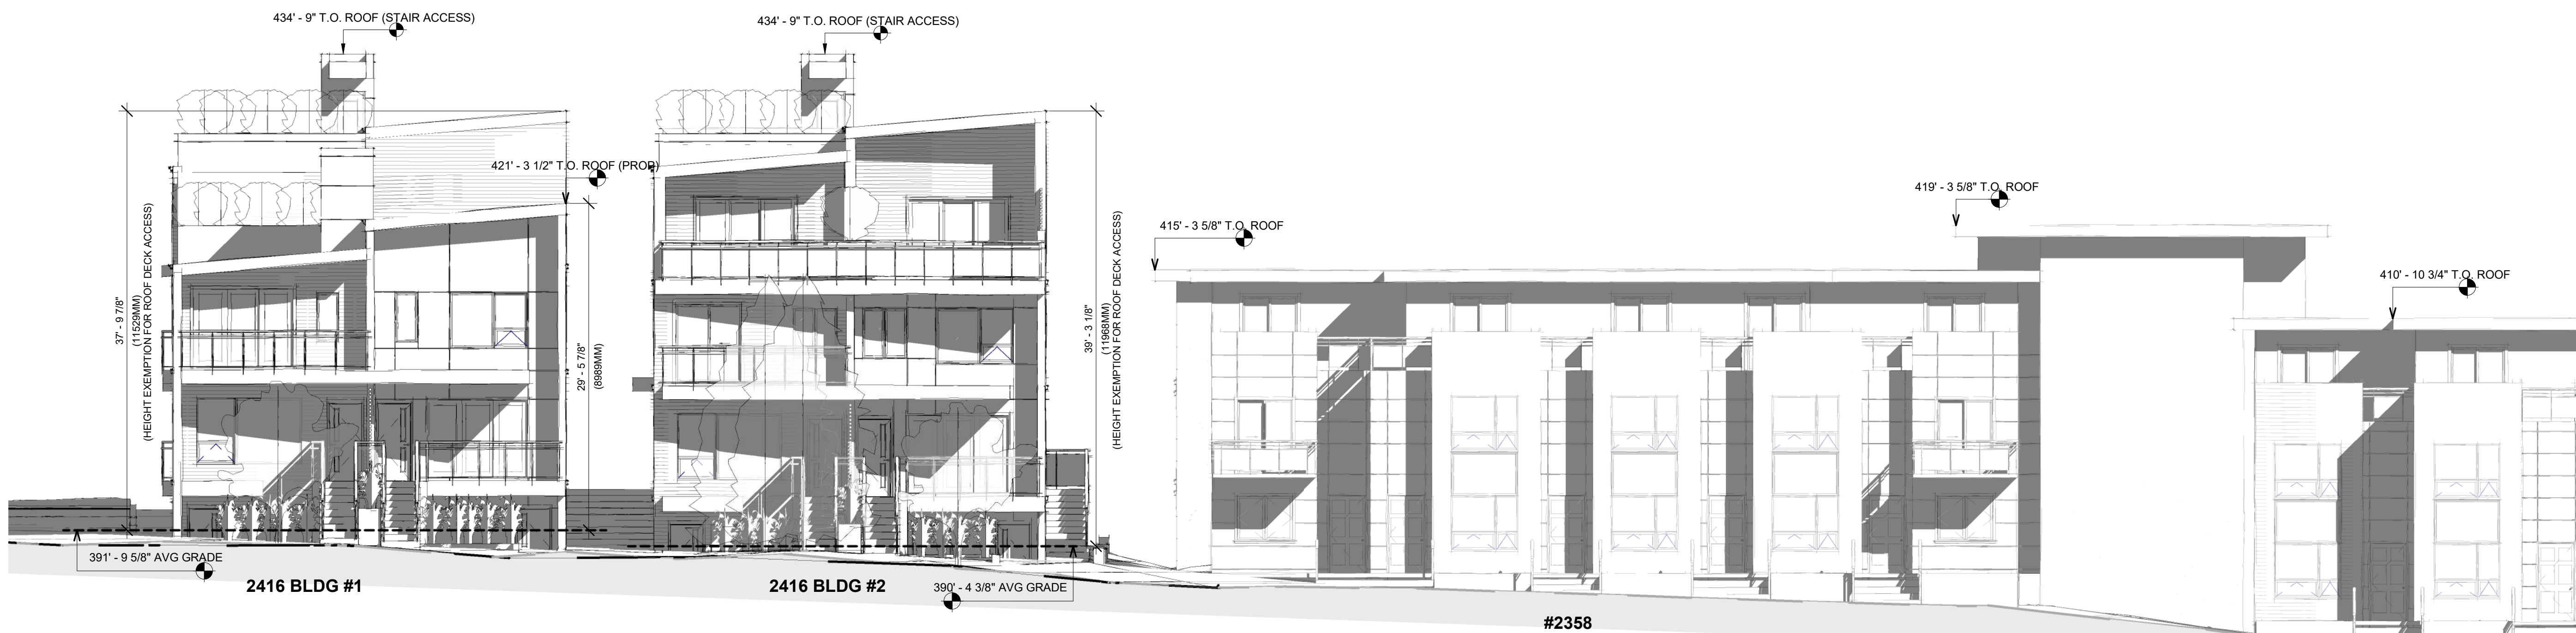 434' - 9" T.O. ROOF (STAIR ACCESS)
434' - 9" T.O. ROOF (STAIR ACCESS)
421' - 3 1/2" T.O. ROOF (PROP)
419' - 3 5/8" T.O. ROOF
415' - 3 5/8" T.O. ROOF
410' - 10 3/4" T.O. ROOF
37' - 9 7/8"
(11529MM)
(HEIGHT EXEMPTION FOR ROOF DECK ACCESS)
29' - 5 7/8"
(8989MM)
39' - 3 1/8"
(11968MM)
(HEIGHT EXEMPTION FOR ROOF DECK ACCESS)
391' - 9 5/8" AVG GRADE
2416 BLDG #1
2416 BLDG #2
390' - 4 3/8" AVG GRADE
#2358